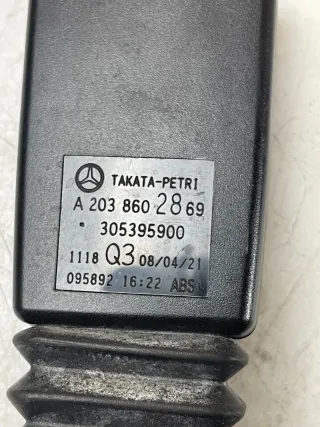 TAKATA-PETRI
A 203 860 28 69
305395900
1118 Q3 08/04/21
095892 16:22 ABS